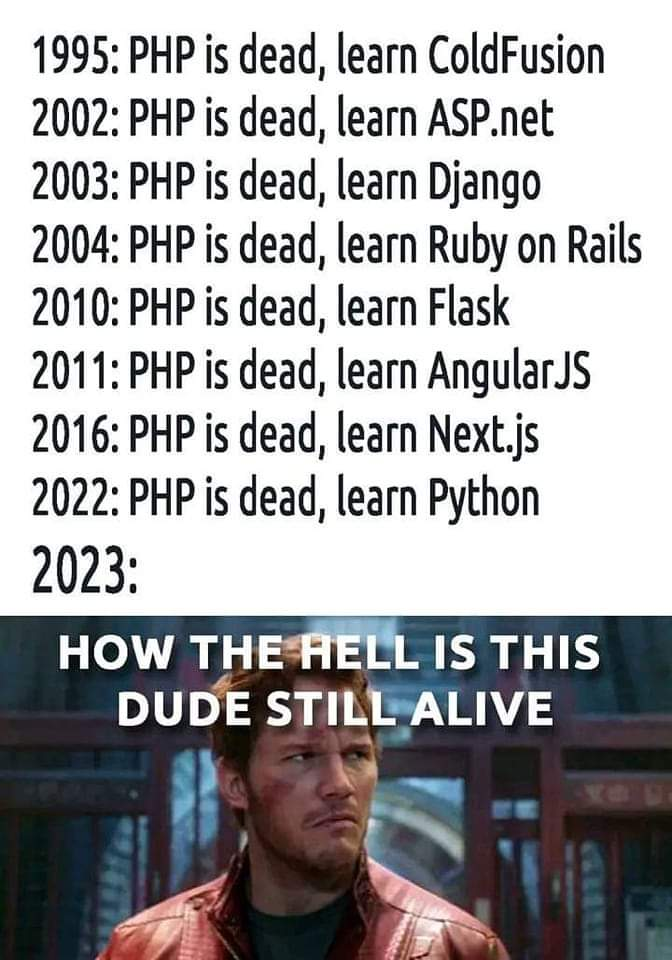 1995: PHP is dead, learn ColdFusion
2002: PHP is dead, learn ASP.net
2003: PHP is dead, learn Django
2004: PHP is dead, learn Ruby on Rails
2010: PHP is dead, learn Flask
2011: PHP is dead, learn AngularJS
2016: PHP is dead, learn Next.js
2022: PHP is dead, learn Python
2023:
HOW THE HELL IS THIS
DUDE STILL ALIVE